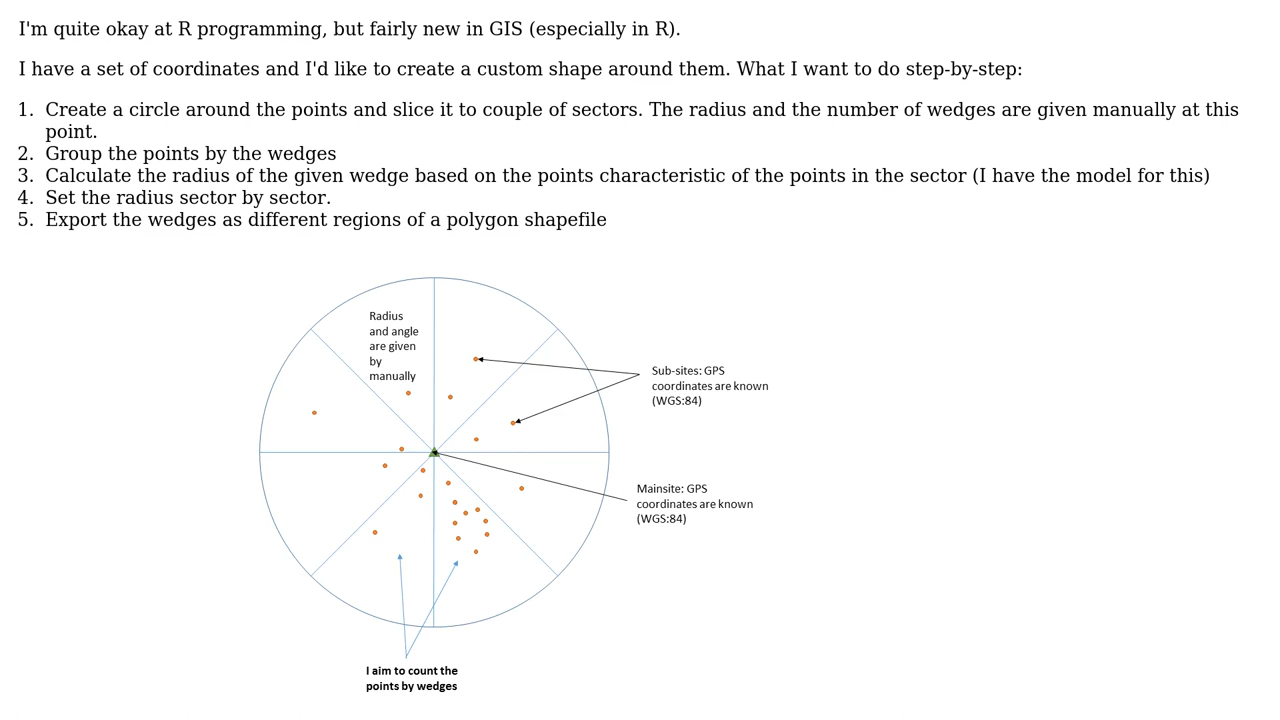 I'm quite okay at R programming, but fairly new in GIS (especially in R).
I have a set of coordinates and I'd like to create a custom shape around them. What I want to do step-by-step:
1. Create a circle around the points and slice it to couple of sectors. The radius and the number of wedges are given manually at this
point.
2. Group the points by the wedges
3. Calculate the radius of the given wedge based on the points characteristic of the points in the sector (I have the model for this)
4. Set the radius sector by sector.
5. Export the wedges as different regions of a polygon shapefile
Radius
and angle
are given
by
manually
Sub-sites: GPS
coordinates are known
(WGS:84)
Mainsite: GPS
coordinates are known
(WGS:84)
I aim to count the
points by wedges